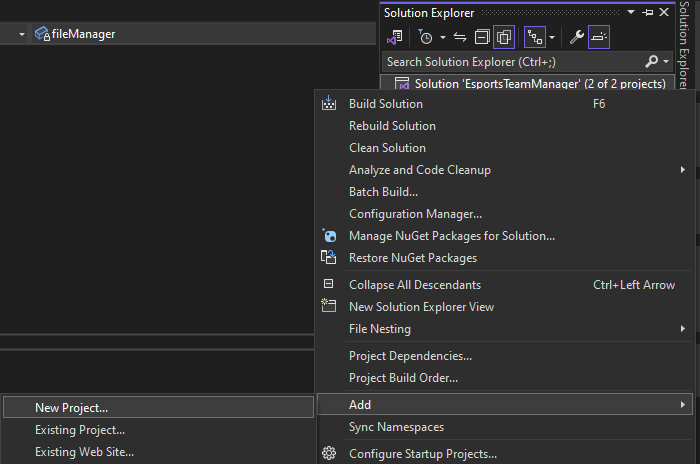 fileManager
Solution Explorer
Search Solution Explorer (Ctrl+;)
Solution 'EsportsTeamManager' (2 of 2 projects)
Build Solution F6
Rebuild Solution
Clean Solution
Analyze and Code Cleanup
Batch Build...
Configuration Manager...
Manage NuGet Packages for Solution...
Restore NuGet Packages
Collapse All Descendants Ctrl+Left Arrow
New Solution Explorer View
File Nesting
Project Dependencies...
Project Build Order...
Add
Sync Namespaces
Configure Startup Projects...
New Project...
Existing Project...
Existing Web Site...
Solution Explorer